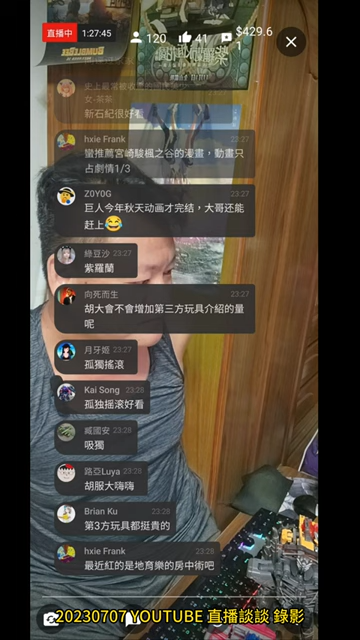 直播中 1:27:45 120 41 $429.6
1
史上最常被收
女-茶茶
新石紀很好看
hxie Frank 23:27
蠻推薦宮崎駿楓之谷的漫畫，動畫只
占劇情1/3
ZOYOG 23:27
巨人今年秋天动画才完结，大哥还能
赶上😂
綠豆沙 23:27
紫羅蘭
向死而生 23:27
胡大會不會增加第三方玩具介紹的量
呢
月牙姬 23:27
孤獨搖滾
Kai Song 23:28
孤独摇滚好看
臧國安 23:28
吸獨
路亞Luya 23:28
胡服大嗨嗨
Brian Ku 23:28
第3方玩具都挺貴的
hxie Frank 23:28
最近紅的是地育樂的房中術吧
20230707 YOUTUBE 直播談談 錄影